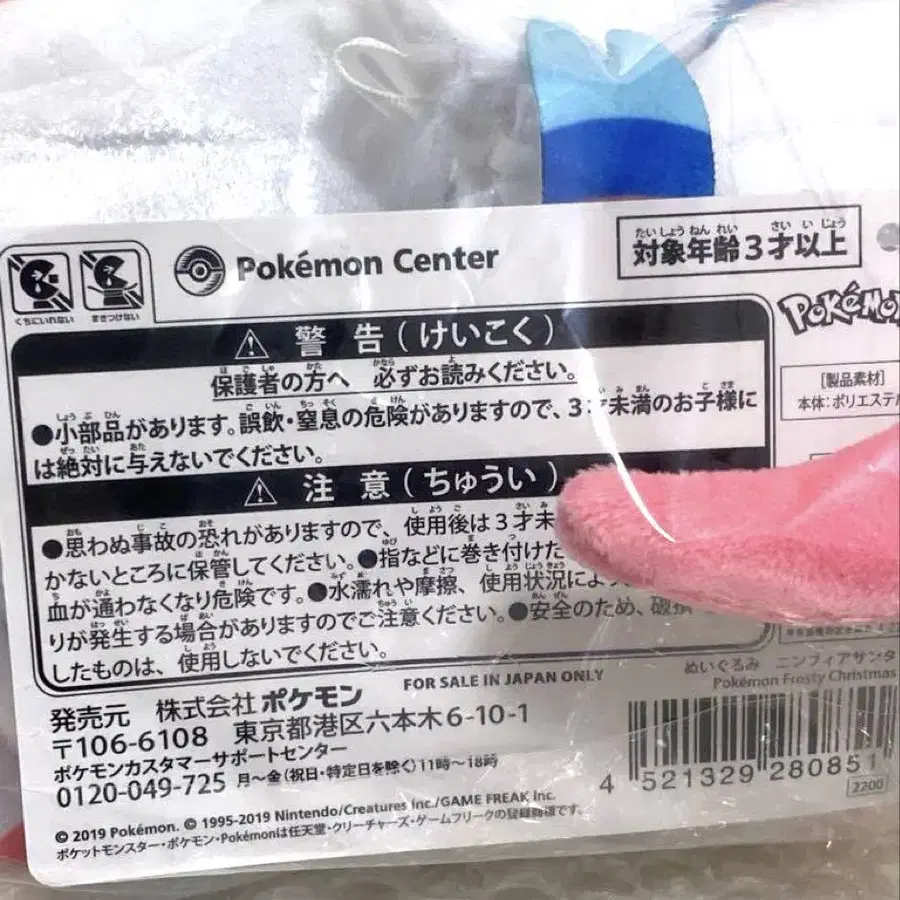 対象年齢3才以上
Pokémon Center
くちにいれない
まきつけない
POKéMON
警告（けいこく）
保護者の方へ 必ずお読みください。
●小部品があります。誤飲・窒息の危険がありますので、3才未満のお子様に
は絶対に与えないでください。
注意（ちゅうい）
●思わぬ事故の恐れがありますので、使用後は3才未
かないところに保管してください。●指などに巻き付けた
血が通わなくなり危険です。●水濡れや摩擦、使用状況によ
りが発生する場合がありますのでご注意ください。●安全のため、破損
したものは、使用しないでください。
[製品素材]
本体:ポリエステル
FOR SALE IN JAPAN ONLY
発売元 株式会社ポケモン
〒106-6108 東京都港区六本木6-10-1
ポケモンカスタマーサポートセンター
0120-049-725 月～金(祝日・特定日を除く)11時～18時
© 2019 Pokémon. © 1995-2019 Nintendo/Creatures Inc./GAME FREAK Inc.
ポケットモンスター・ポケモン・Pokémonは任天堂・クリーチャーズ・ゲームフリークの登録商標です。
ぬいぐるみ ニンフィアサンタ
Pokémon Frosty Christmas
4 521329 280851
2200